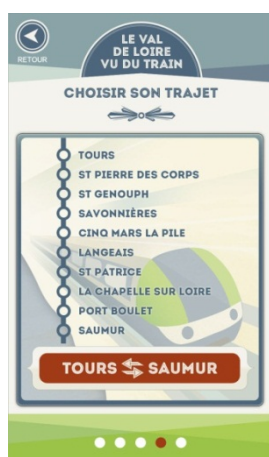 LE VAL
DE LOIRE
VU DU TRAIN
RETOUR
CHOISIR SON TRAJET
TOURS
ST PIERRE DES CORPS
ST GENOUPH
SAVONNIÈRES
CINQ MARS LA PILE
LANGEAIS
ST PATRICE
LA CHAPELLE SUR LOIRE
PORT BOULET
SAUMUR
TOURS SAUMUR